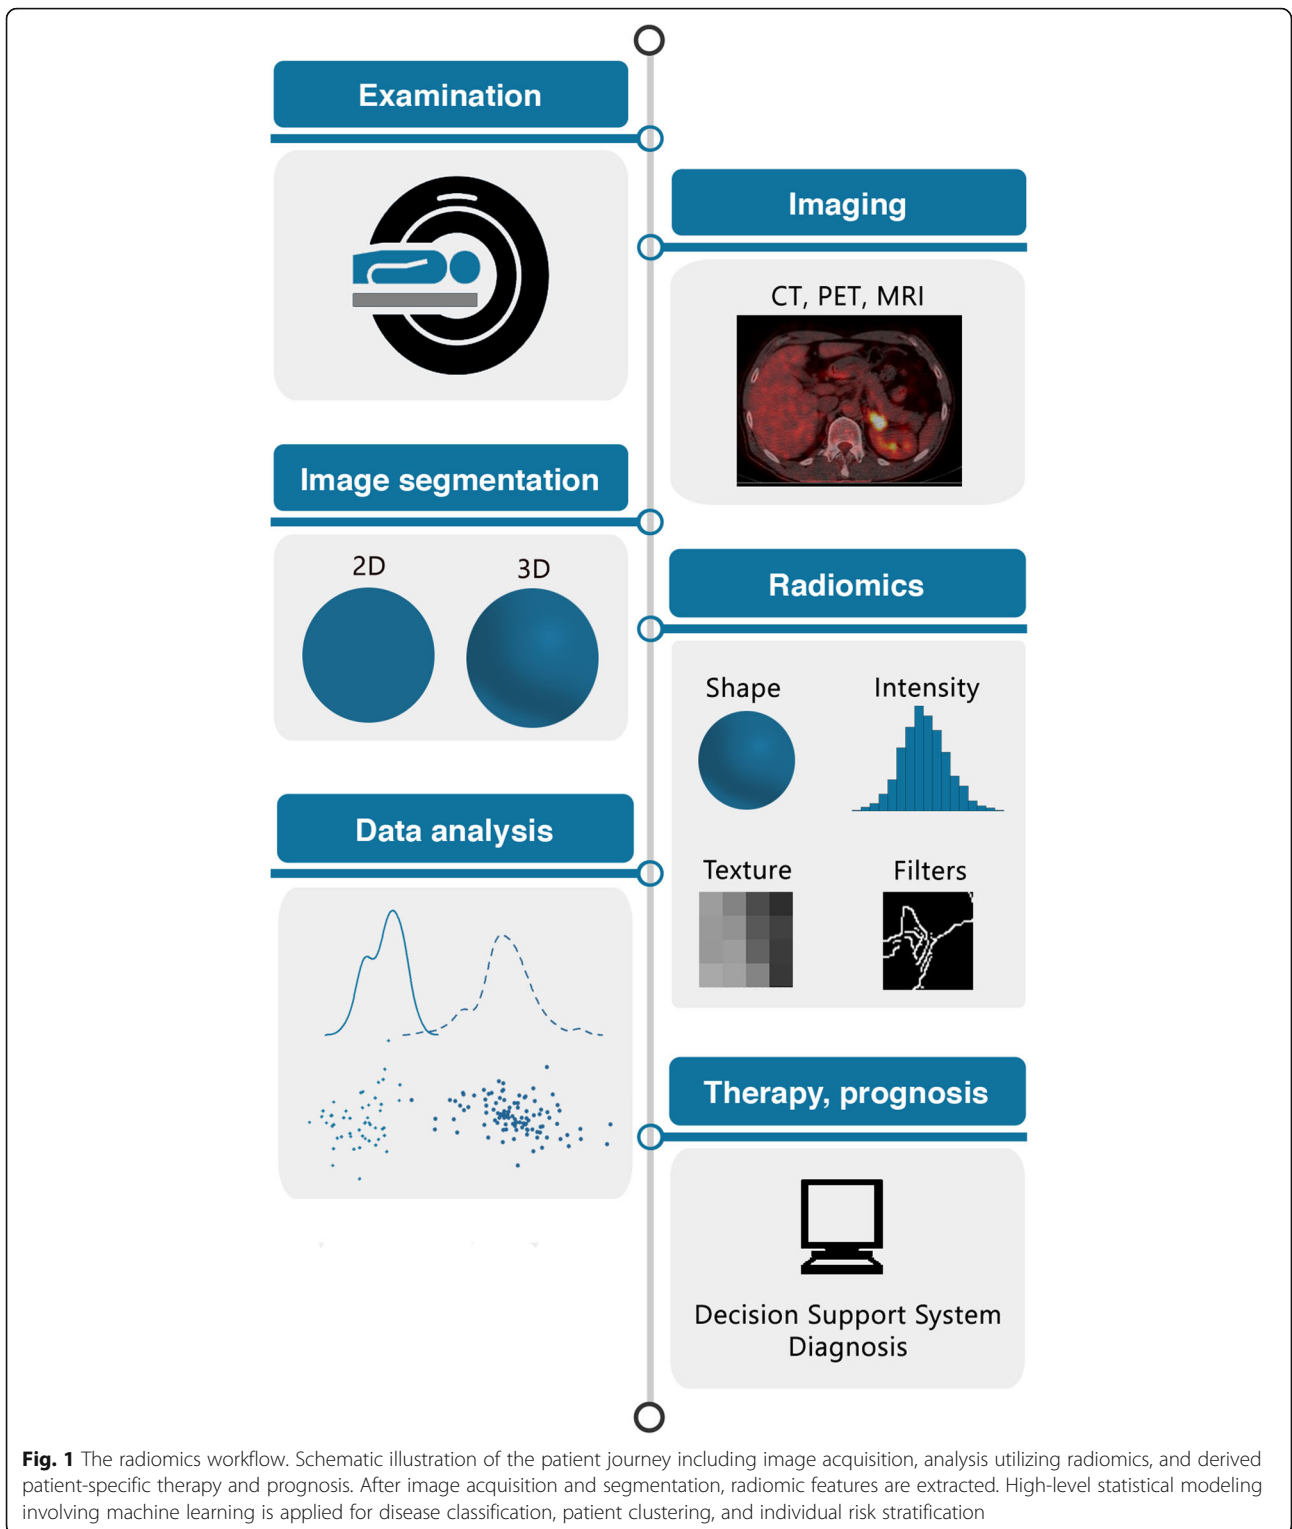 Examination
Imaging
CT, PET, MRI
Image segmentation
2D 3D
Radiomics
Shape Intensity
Texture Filters
Data analysis
Therapy, prognosis
Decision Support System
Diagnosis
Fig. 1 The radiomics workflow. Schematic illustration of the patient journey including image acquisition, analysis utilizing radiomics, and derived
patient-specific therapy and prognosis. After image acquisition and segmentation, radiomic features are extracted. High-level statistical modeling
involving machine learning is applied for disease classification, patient clustering, and individual risk stratification